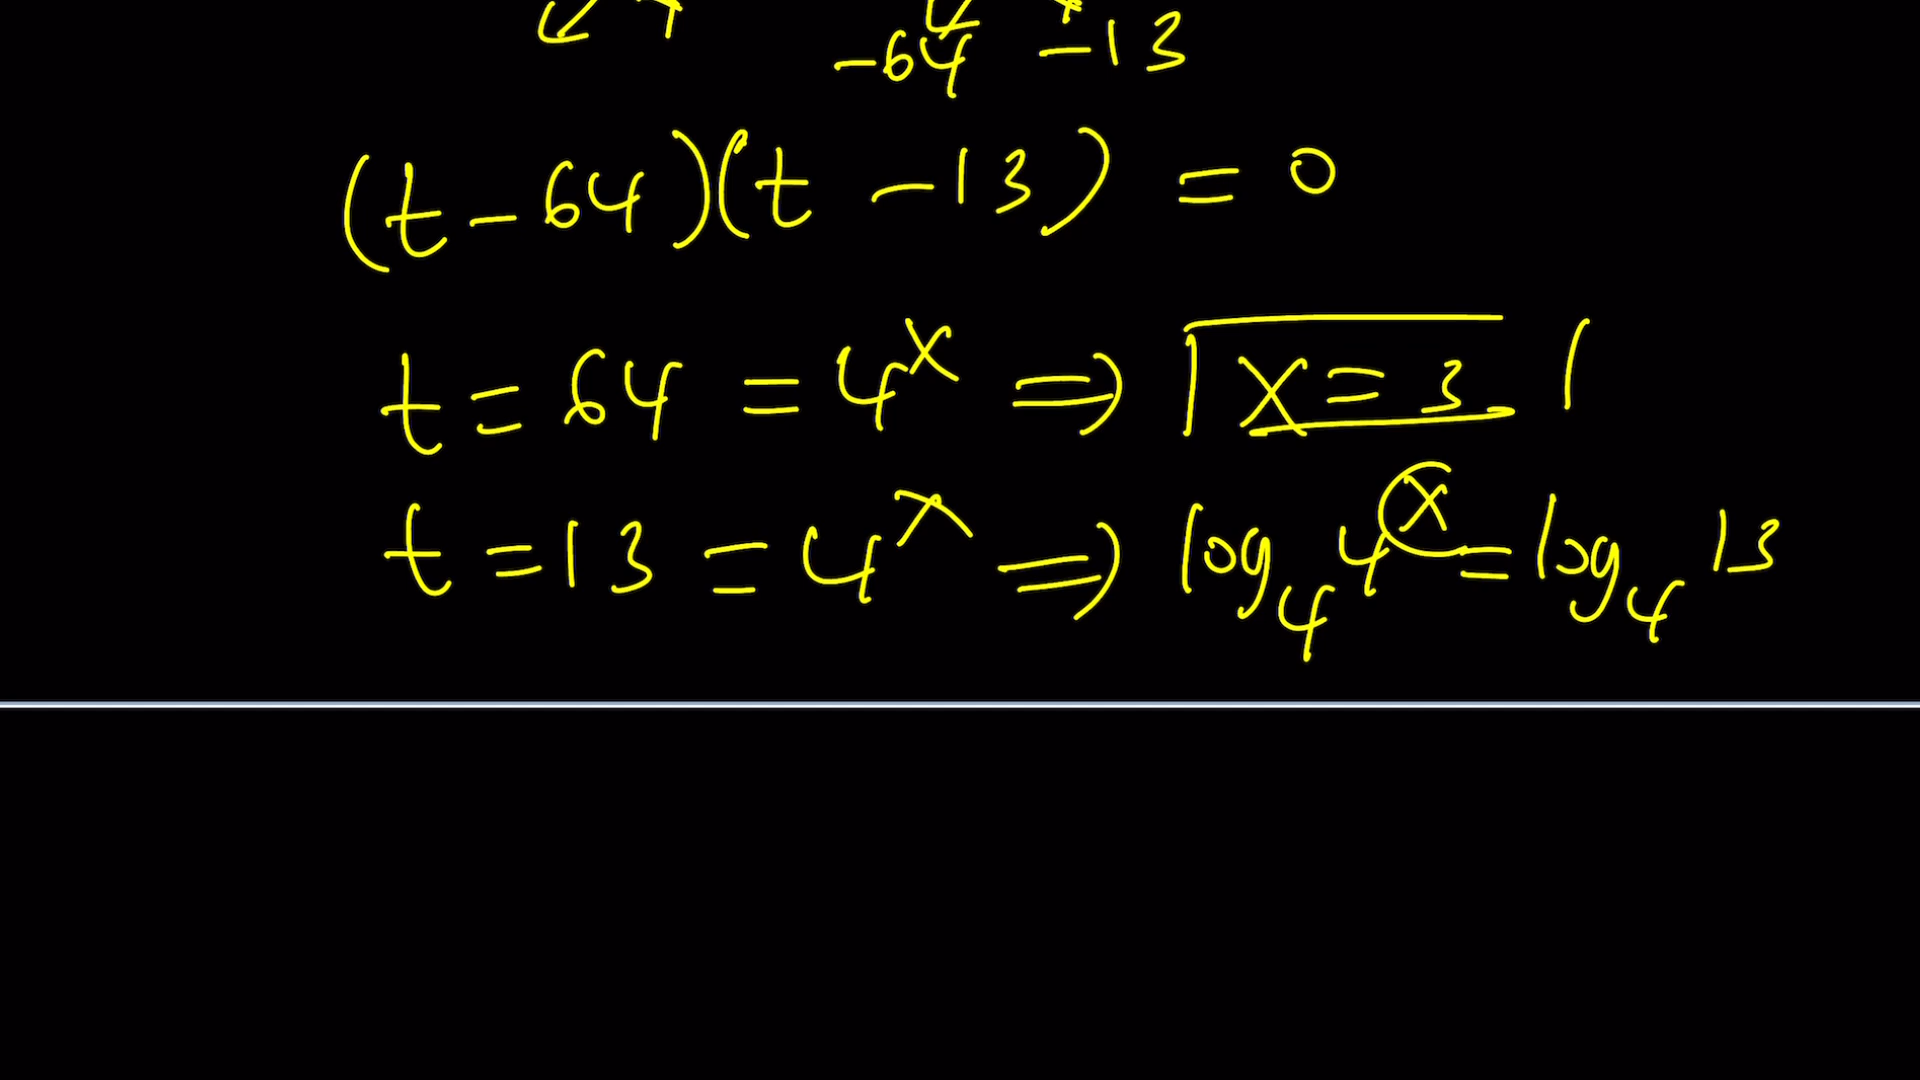 -64 -13
(t-64)(t-13) = 0
t = 64 = 4^x ⇒ x = 3
t = 13 = 4^x ⇒ log_4 4^x = log_4 13